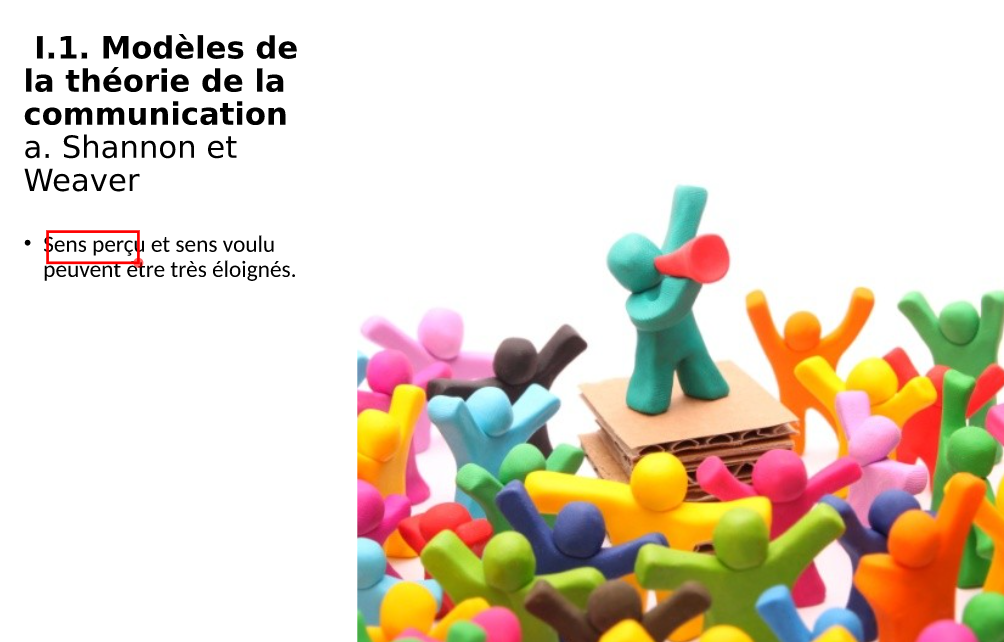 I.1. Modèles de
la théorie de la
communication
a. Shannon et
Weaver
• Sens perçu et sens voulu
peuvent être très éloignés.